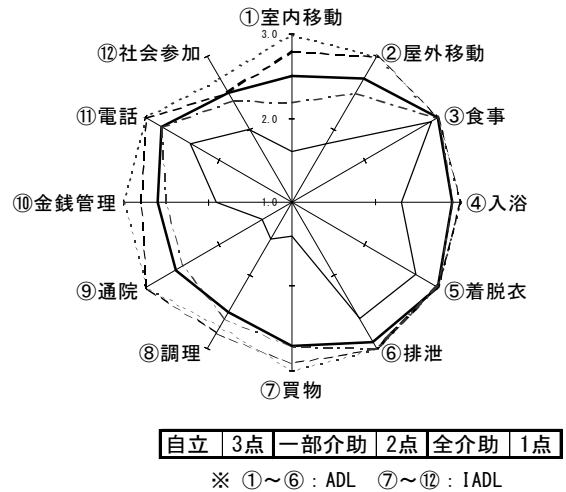 ①室内移動
3.0
②屋外移動
⑫社会参加
⑪電話
2.0
③食事
⑩金銭管理
1.0
④入浴
⑨通院
⑤着脱衣
⑧調理
⑥排泄
⑦買物
自立 3点 一部介助 2点 全介助 1点
※ ①～⑥：ADL ⑦～⑫：IADL